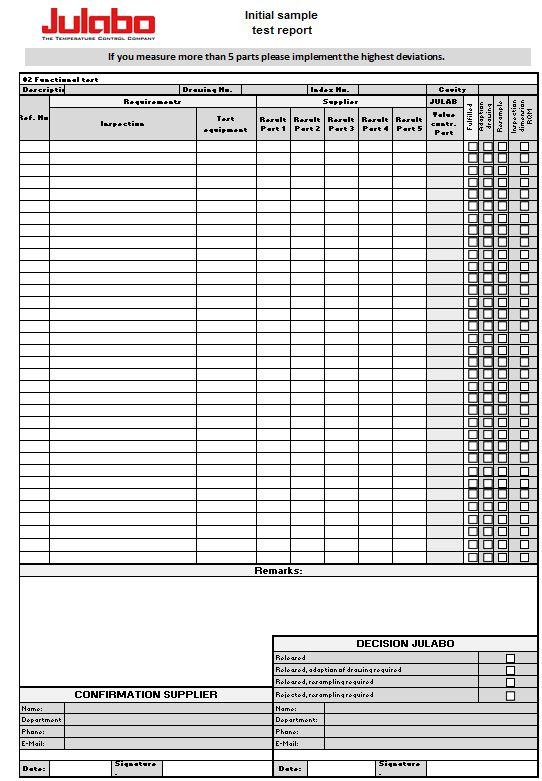 Julabo
THE TEMPERATURE CONTROL COMPANY
Initial sample
test report
If you measure more than 5 parts please implement the highest deviations.
02 Functional test
Descriptio Drawing No. Index No. Cavity
Requirements Supplier JULAB
Ref. No Inspection Test equipment Result Part 1 Result Part 2 Result Part 3 Result Part 4 Result Part 5 Value contr. Part Fulfilled Adaption drawing Resample Inspection dimension RQM
Remarks:
DECISION JULABO
Released
Released, adaption of drawing required
Released, resampling required
Rejected, resampling required
CONFIRMATION SUPPLIER
Name: Name:
Department Department:
Phone: Phone:
E-Mail: E-Mail:
Date: Signature Date: Signature